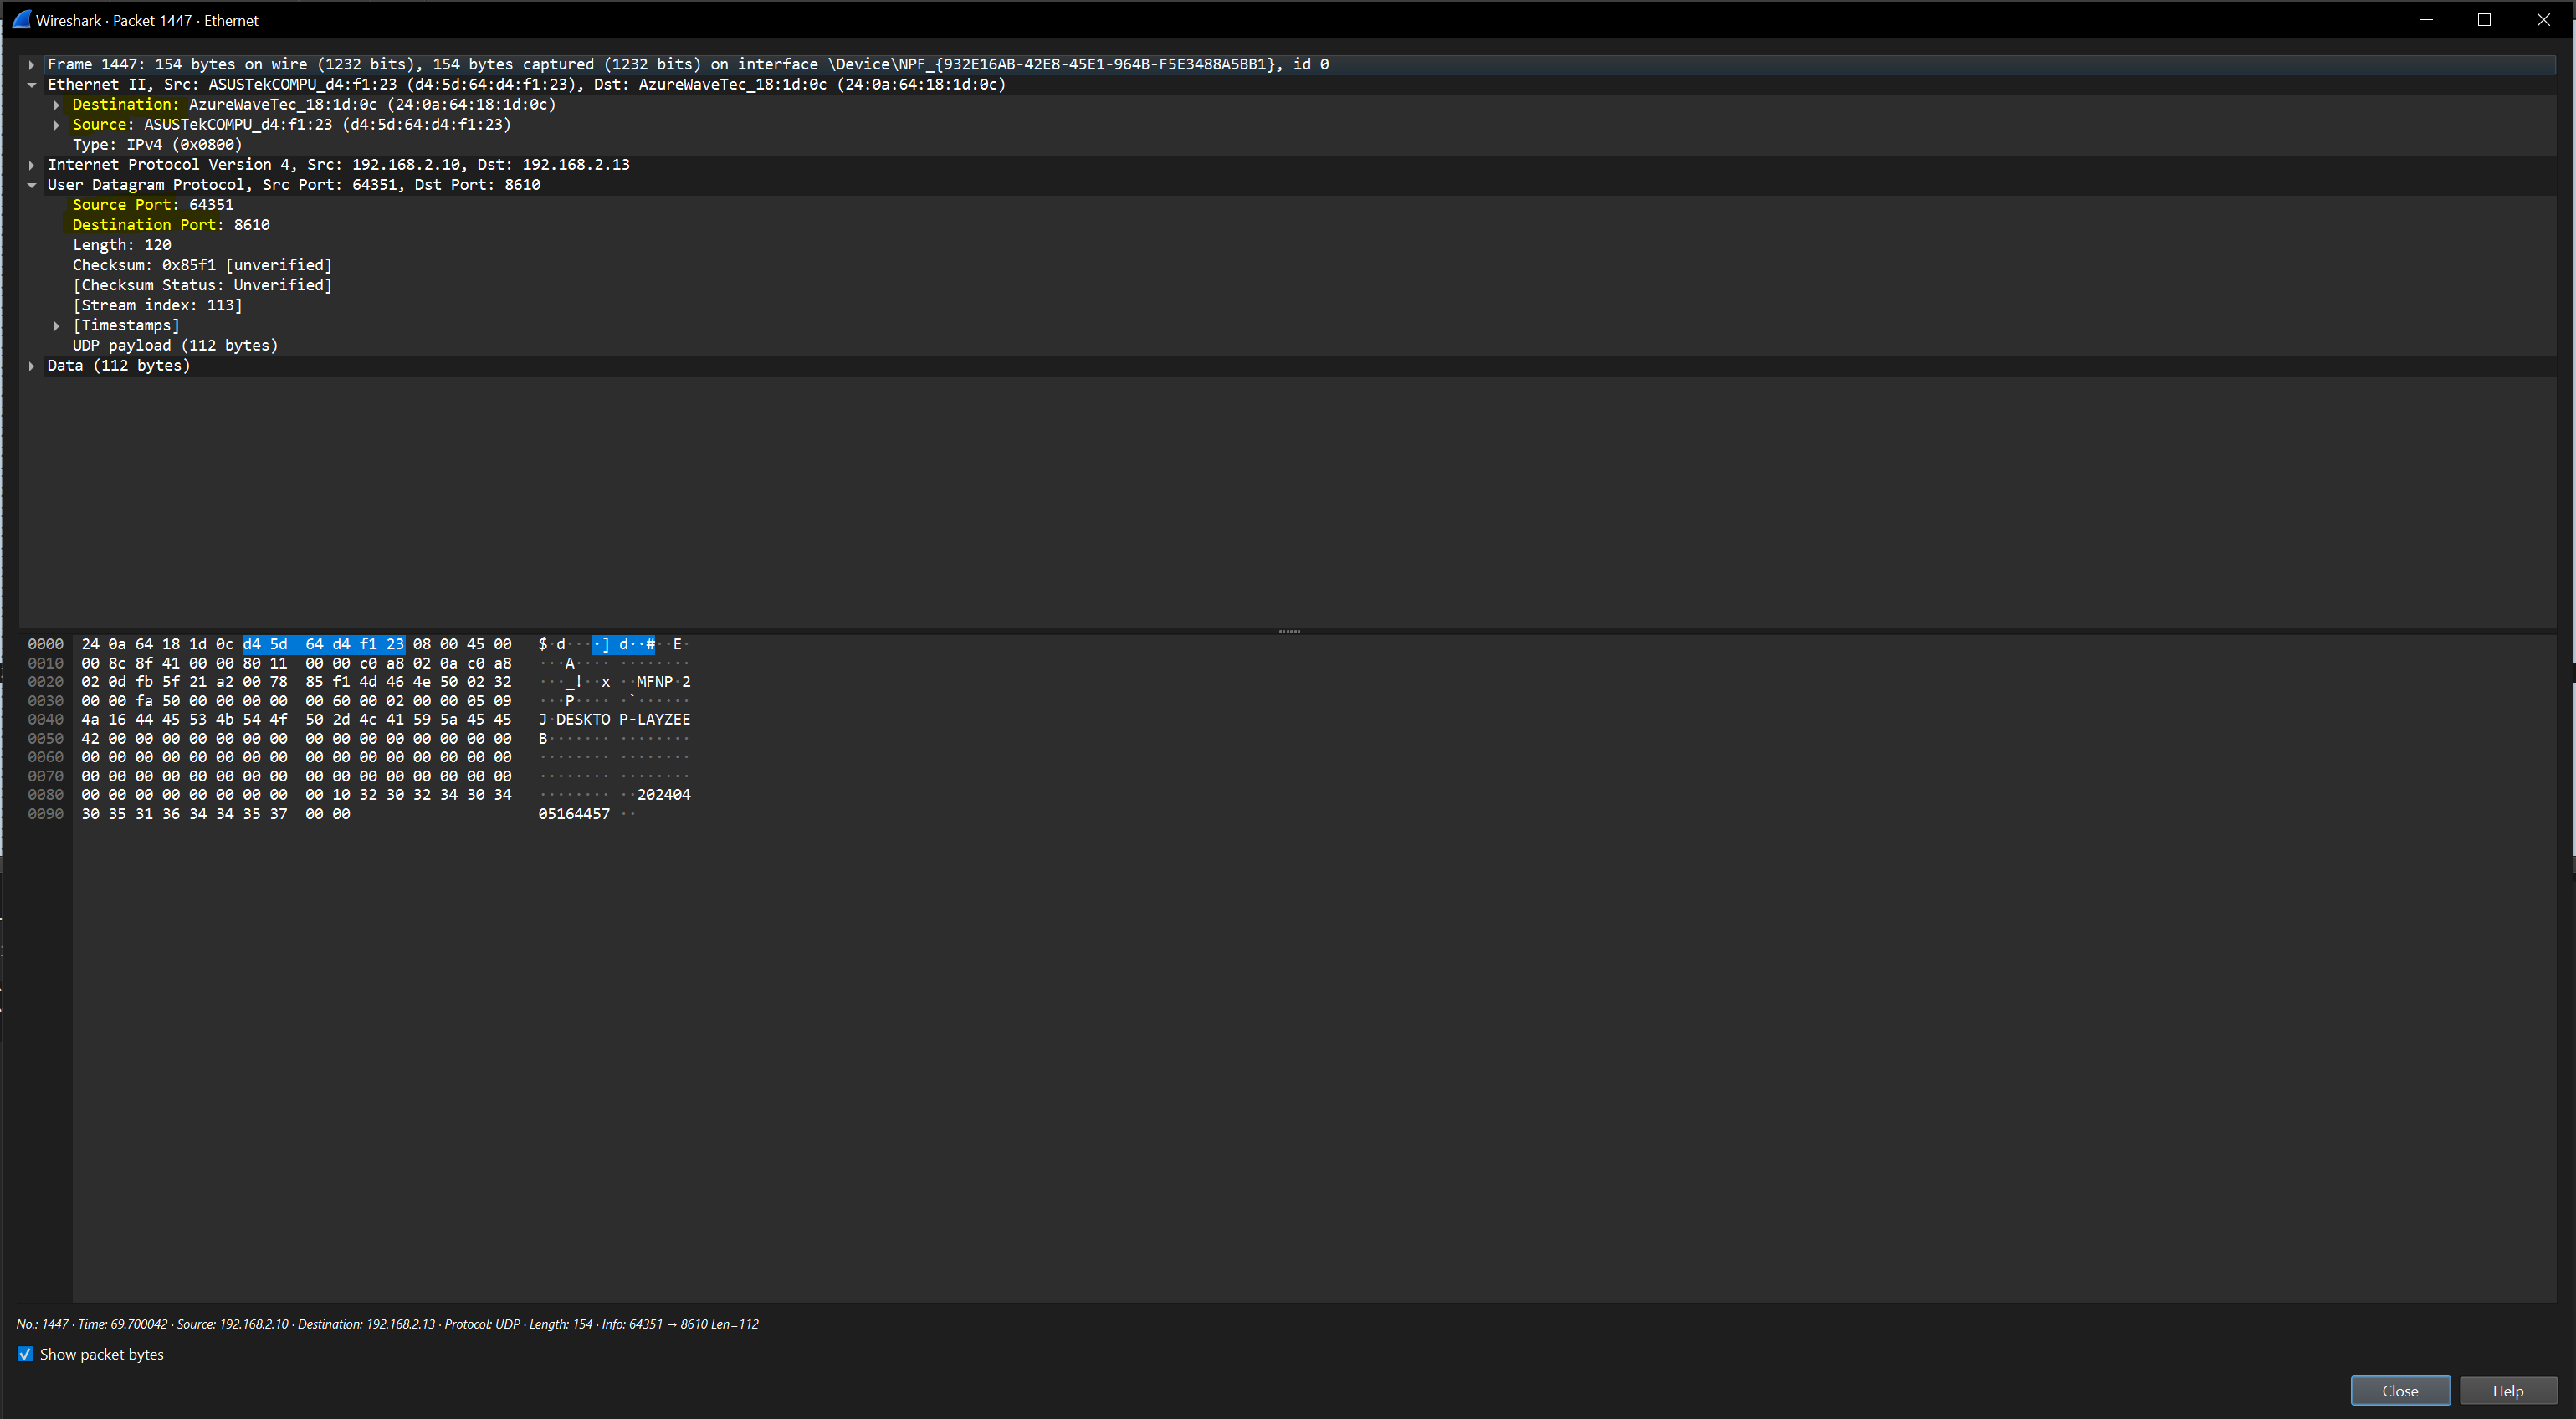 Wireshark · Packet 1447 · Ethernet
Frame 1447: 154 bytes on wire (1232 bits), 154 bytes captured (1232 bits) on interface \Device\NPF_{932E16AB-42E8-45E1-964B-F5E3488A5BB1}, id 0
Ethernet II, Src: ASUSTekCOMPU_d4:f1:23 (d4:5d:64:d4:f1:23), Dst: AzureWaveTec_18:1d:0c (24:0a:64:18:1d:0c)
Destination: AzureWaveTec_18:1d:0c (24:0a:64:18:1d:0c)
Source: ASUSTekCOMPU_d4:f1:23 (d4:5d:64:d4:f1:23)
Type: IPv4 (0x0800)
Internet Protocol Version 4, Src: 192.168.2.10, Dst: 192.168.2.13
User Datagram Protocol, Src Port: 64351, Dst Port: 8610
Source Port: 64351
Destination Port: 8610
Length: 120
Checksum: 0x85f1 [unverified]
[Checksum Status: Unverified]
[Stream index: 113]
[Timestamps]
UDP payload (112 bytes)
Data (112 bytes)
0000 24 0a 64 18 1d 0c d4 5d 64 d4 f1 23 08 00 45 00 $·d····] d··#··E·
0010 00 8c 8f 41 00 00 80 11 00 00 c0 a8 02 0a c0 a8 ···A···· ········
0020 02 0d fb 5f 21 a2 00 78 85 f1 4d 46 4e 50 02 32 ···_!··x ··MFNP·2
0030 00 00 fa 50 00 00 00 00 00 60 00 02 00 00 05 09 ···P···· ·`······
0040 4a 16 44 45 53 4b 54 4f 50 2d 4c 41 59 5a 45 45 J·DESKTO P-LAYZEE
0050 42 00 00 00 00 00 00 00 00 00 00 00 00 00 00 00 B······· ········
0060 00 00 00 00 00 00 00 00 00 00 00 00 00 00 00 00 ········ ········
0070 00 00 00 00 00 00 00 00 00 00 00 00 00 00 00 00 ········ ········
0080 00 00 00 00 00 00 00 00 00 10 32 30 32 34 30 34 ········ ··202404
0090 30 35 31 36 34 34 35 37 00 00 05164457 ··
No.: 1447 · Time: 69.700042 · Source: 192.168.2.10 · Destination: 192.168.2.13 · Protocol: UDP · Length: 154 · Info: 64351 → 8610 Len=112
Show packet bytes
Close Help